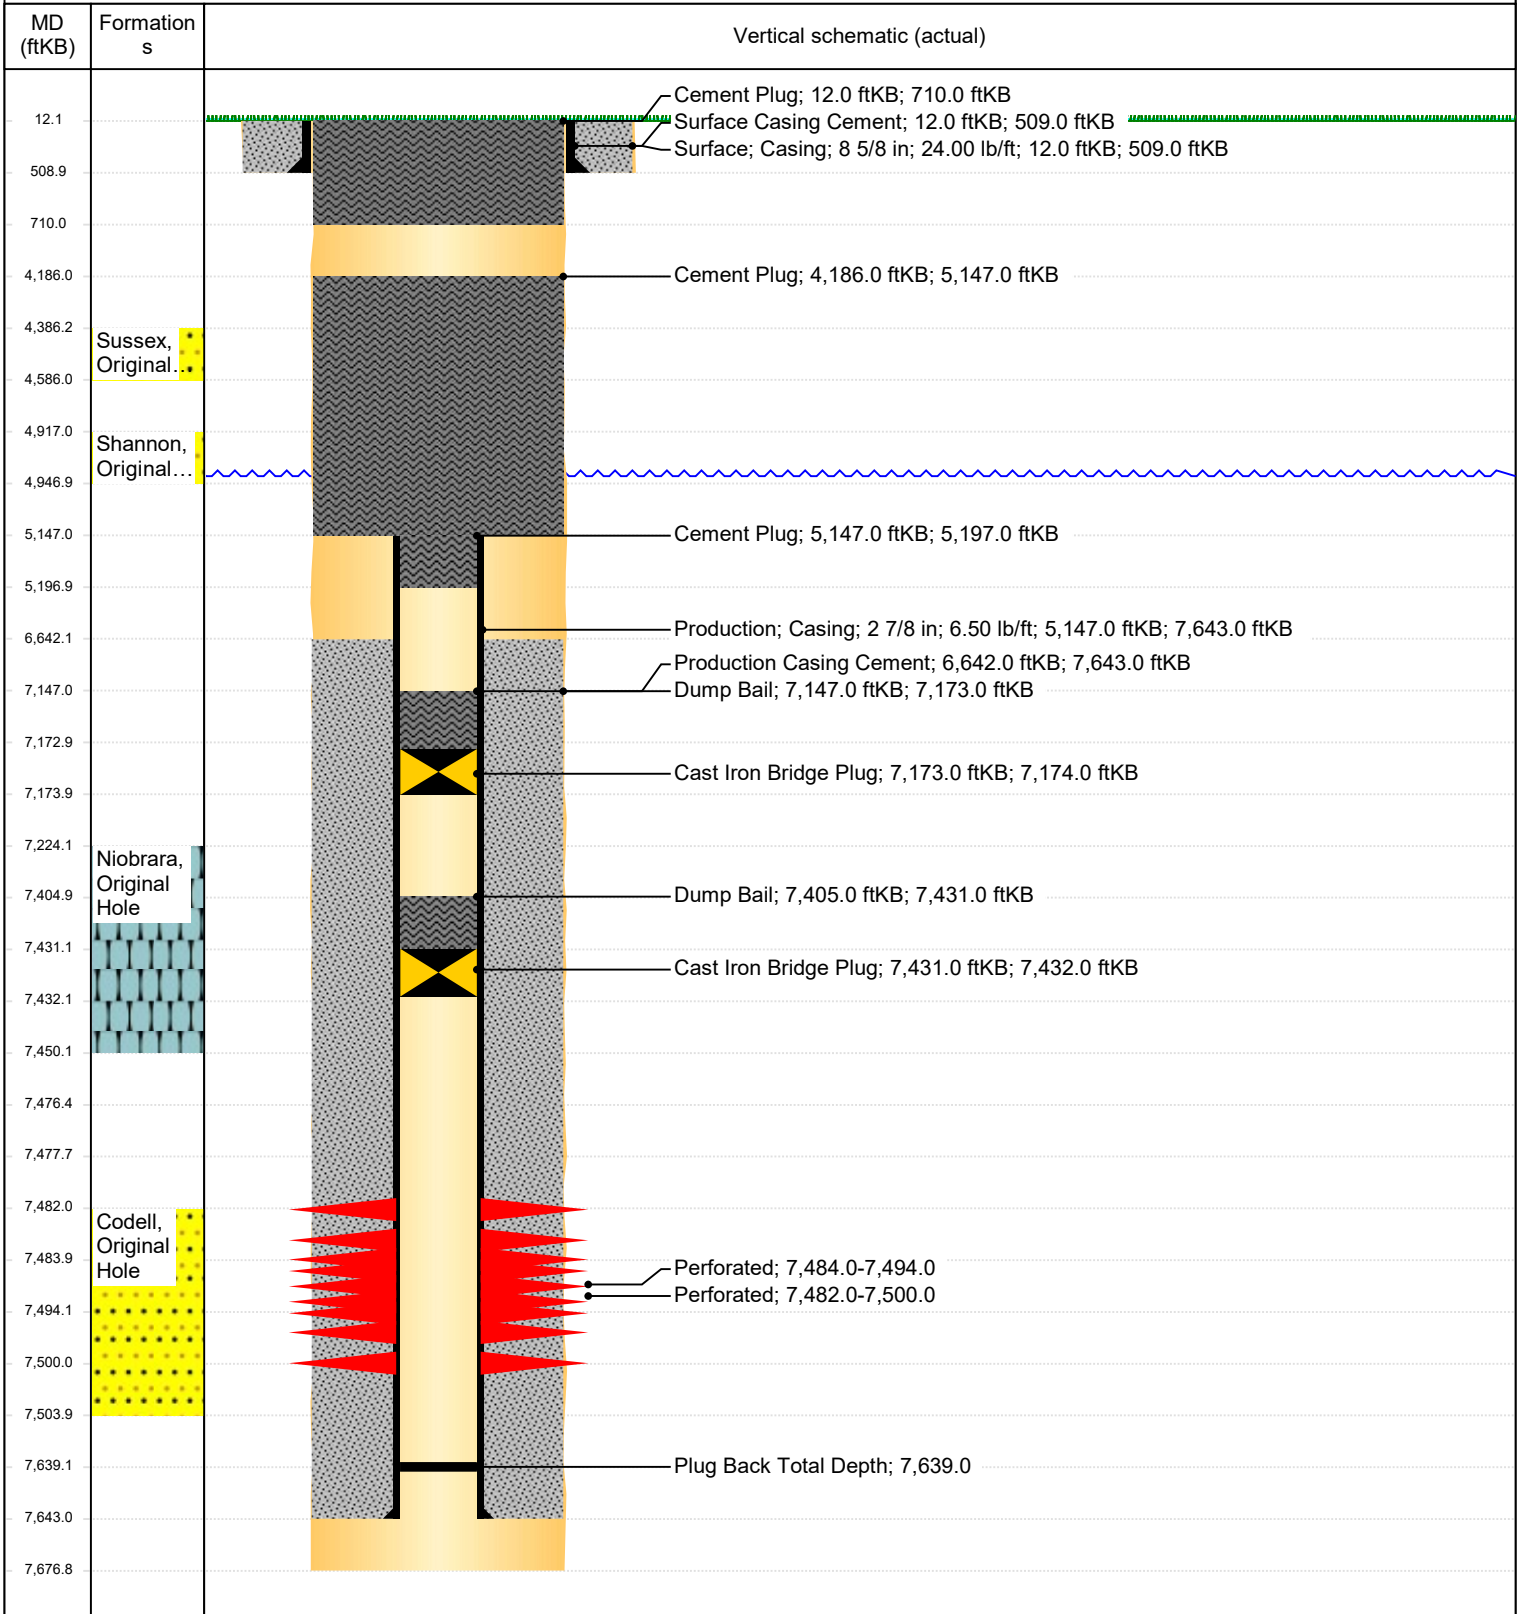 MD
(ftKB)
Formation
s
Vertical schematic (actual)
Cement Plug; 12.0 ftKB; 710.0 ftKB
12.1
Surface Casing Cement; 12.0 ftKB; 509.0 ftKB
Surface; Casing; 8 5/8 in; 24.00 lb/ft; 12.0 ftKB; 509.0 ftKB
508.9
710.0
4,186.0
Cement Plug; 4,186.0 ftKB; 5,147.0 ftKB
4,386.2
Sussex,
Original...
4,586.0
4,917.0
Shannon,
Original...
4,946.9
5,147.0
Cement Plug; 5,147.0 ftKB; 5,197.0 ftKB
5,196.9
Production; Casing; 2 7/8 in; 6.50 lb/ft; 5,147.0 ftKB; 7,643.0 ftKB
6,642.1
Production Casing Cement; 6,642.0 ftKB; 7,643.0 ftKB
7,147.0
Dump Bail; 7,147.0 ftKB; 7,173.0 ftKB
7,172.9
Cast Iron Bridge Plug; 7,173.0 ftKB; 7,174.0 ftKB
7,173.9
7,224.1
Niobrara,
Original
Hole
7,404.9
Dump Bail; 7,405.0 ftKB; 7,431.0 ftKB
7,431.1
Cast Iron Bridge Plug; 7,431.0 ftKB; 7,432.0 ftKB
7,432.1
7,450.1
7,476.4
7,477.7
7,482.0
Codell,
Original
Hole
7,483.9
Perforated; 7,484.0-7,494.0
Perforated; 7,482.0-7,500.0
7,494.1
7,500.0
7,503.9
7,639.1
Plug Back Total Depth; 7,639.0
7,643.0
7,676.8